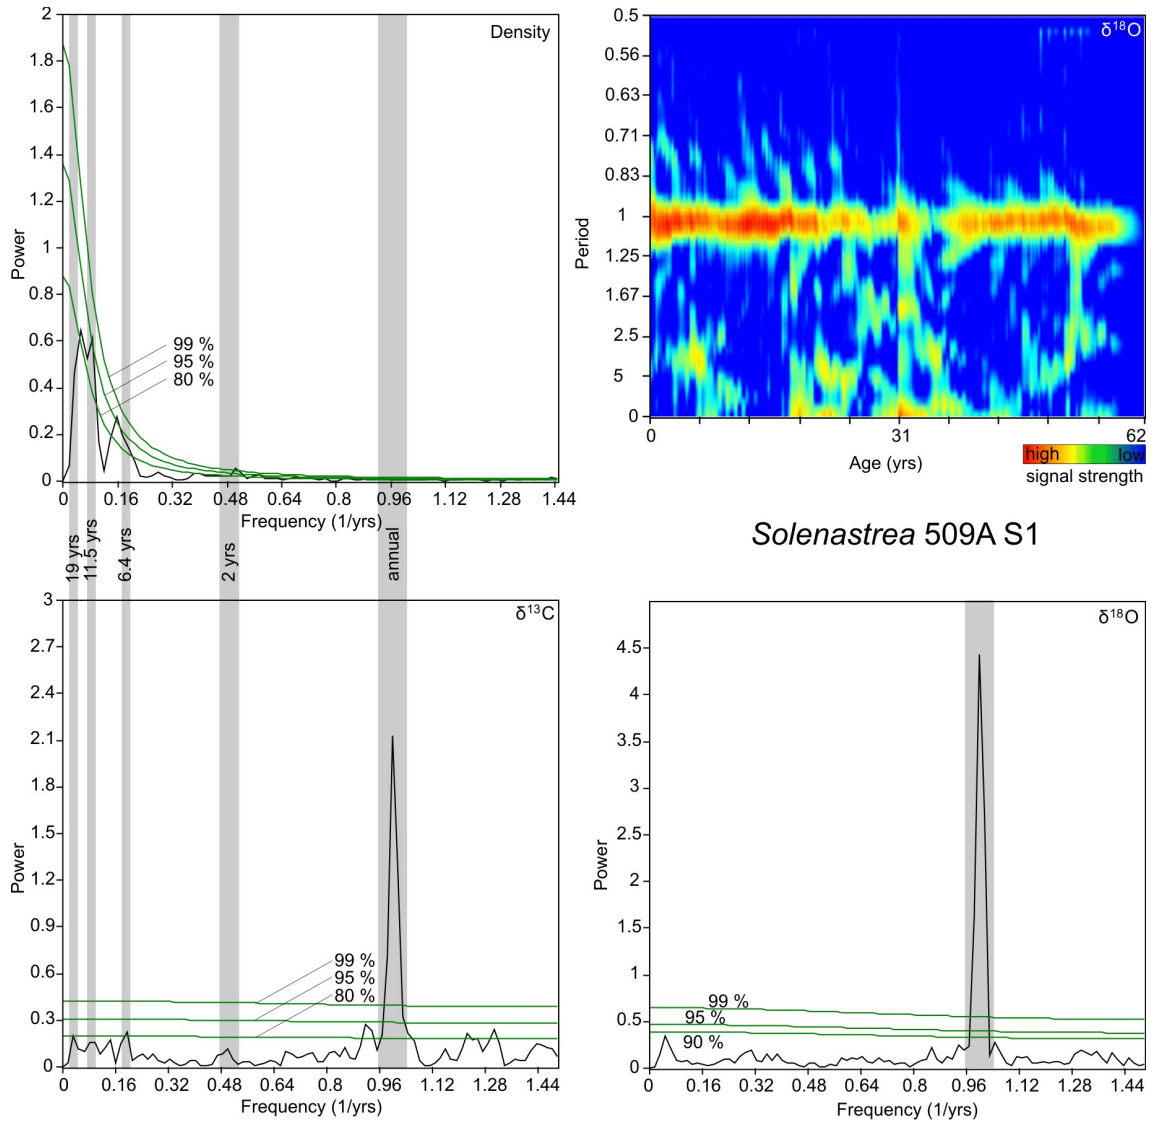 Density
2
1.8
1.6
1.4
1.2
1
0.8
0.6
0.4
0.2
0
Power
99 %
95 %
80 %
0 0.16 0.32 0.48 0.64 0.8 0.96 1.12 1.28 1.44
Frequency (1/yrs)
19 yrs
11.5 yrs
6.4 yrs
2 yrs
annual
δ18O
0.5
0.56
0.63
0.71
0.83
1
1.25
1.67
2.5
5
0
Period
0 31 62
Age (yrs)
high low
signal strength
Solenastrea 509A S1
δ13C
3
2.7
2.4
2.1
1.8
1.5
1.2
0.9
0.6
0.3
0
Power
99 %
95 %
80 %
0 0.16 0.32 0.48 0.64 0.8 0.96 1.12 1.28 1.44
Frequency (1/yrs)
δ18O
4.5
4
3.5
3
2.5
2
1.5
1
0.5
0
Power
99 %
95 %
90 %
0 0.16 0.32 0.48 0.64 0.8 0.96 1.12 1.28 1.44
Frequency (1/yrs)